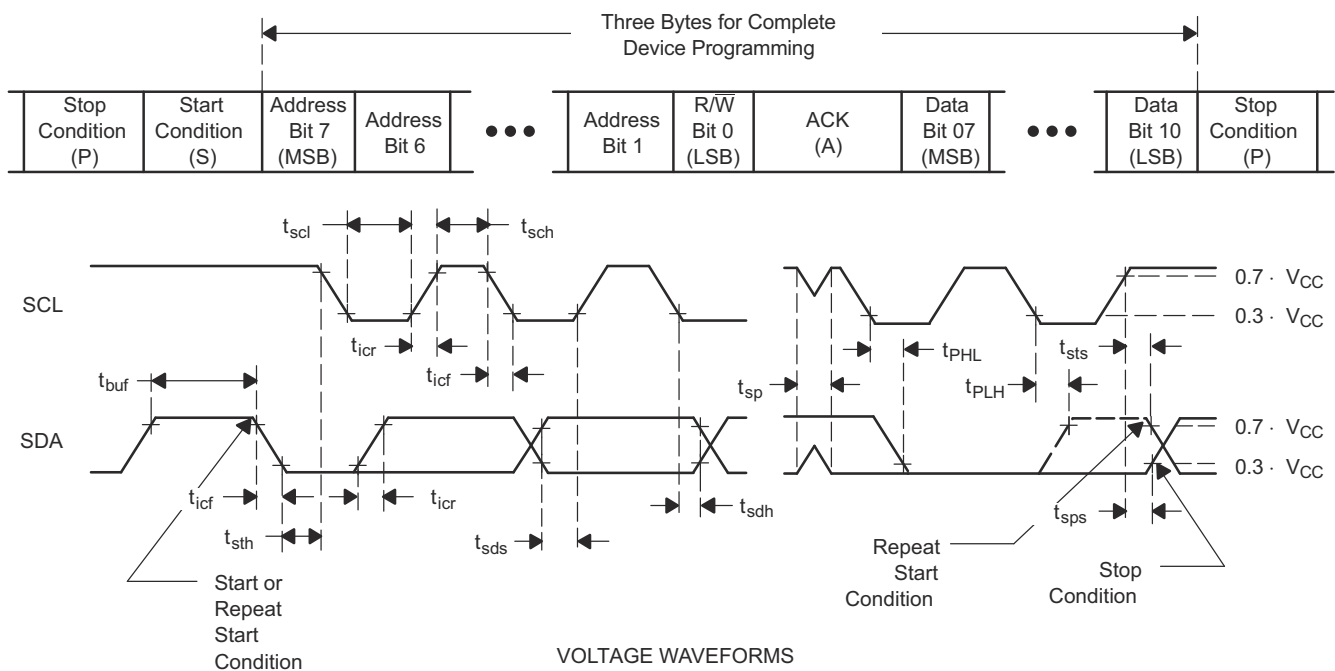 Three Bytes for Complete
Device Programming
Stop
Condition
(P)
Start
Condition
(S)
Address
Bit 7
(MSB)
Address
Bit 6
•••
Address
Bit 1
R/W̅
Bit 0
(LSB)
ACK
(A)
Data
Bit 07
(MSB)
•••
Data
Bit 10
(LSB)
Stop
Condition
(P)
tscl
tsch
SCL
0.7 · VCC
0.3 · VCC
ticr
ticf
tPHL
tsts
tbuf
tsp
tPLH
SDA
0.7 · VCC
0.3 · VCC
ticf
ticr
tsdh
tsth
tsds
tsps
Start or
Repeat
Start
Condition
Repeat
Start
Condition
Stop
Condition
VOLTAGE WAVEFORMS